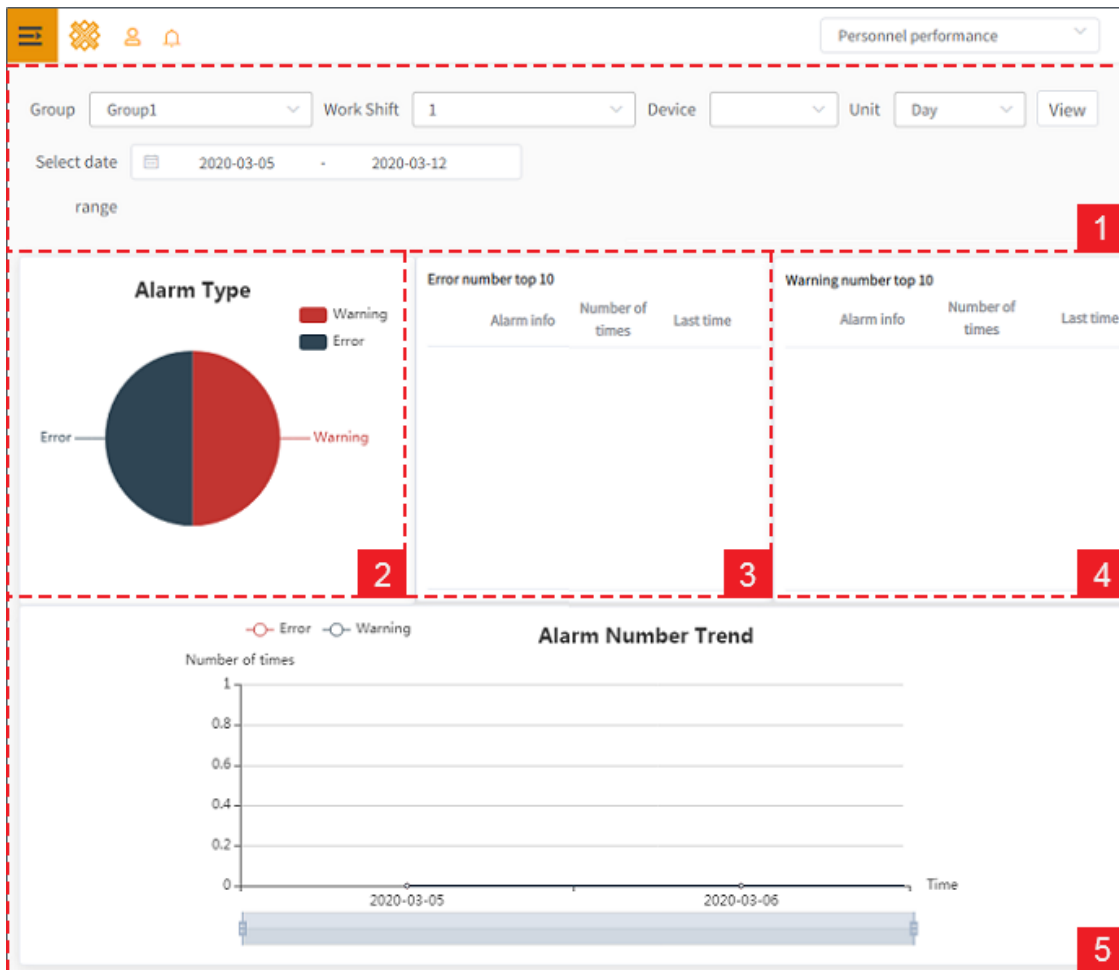 Personnel performance
Group Group1 Work Shift 1 Device Unit Day View
Select date range 2020-03-05 - 2020-03-12
1
Alarm Type
Warning
Error
Error
Warning
2
Error number top 10
Alarm info Number of times Last time
3
Warning number top 10
Alarm info Number of times Last time
4
Error Warning
Alarm Number Trend
Number of times
1
0.8
0.6
0.4
0.2
0
Time
2020-03-05 2020-03-06
5